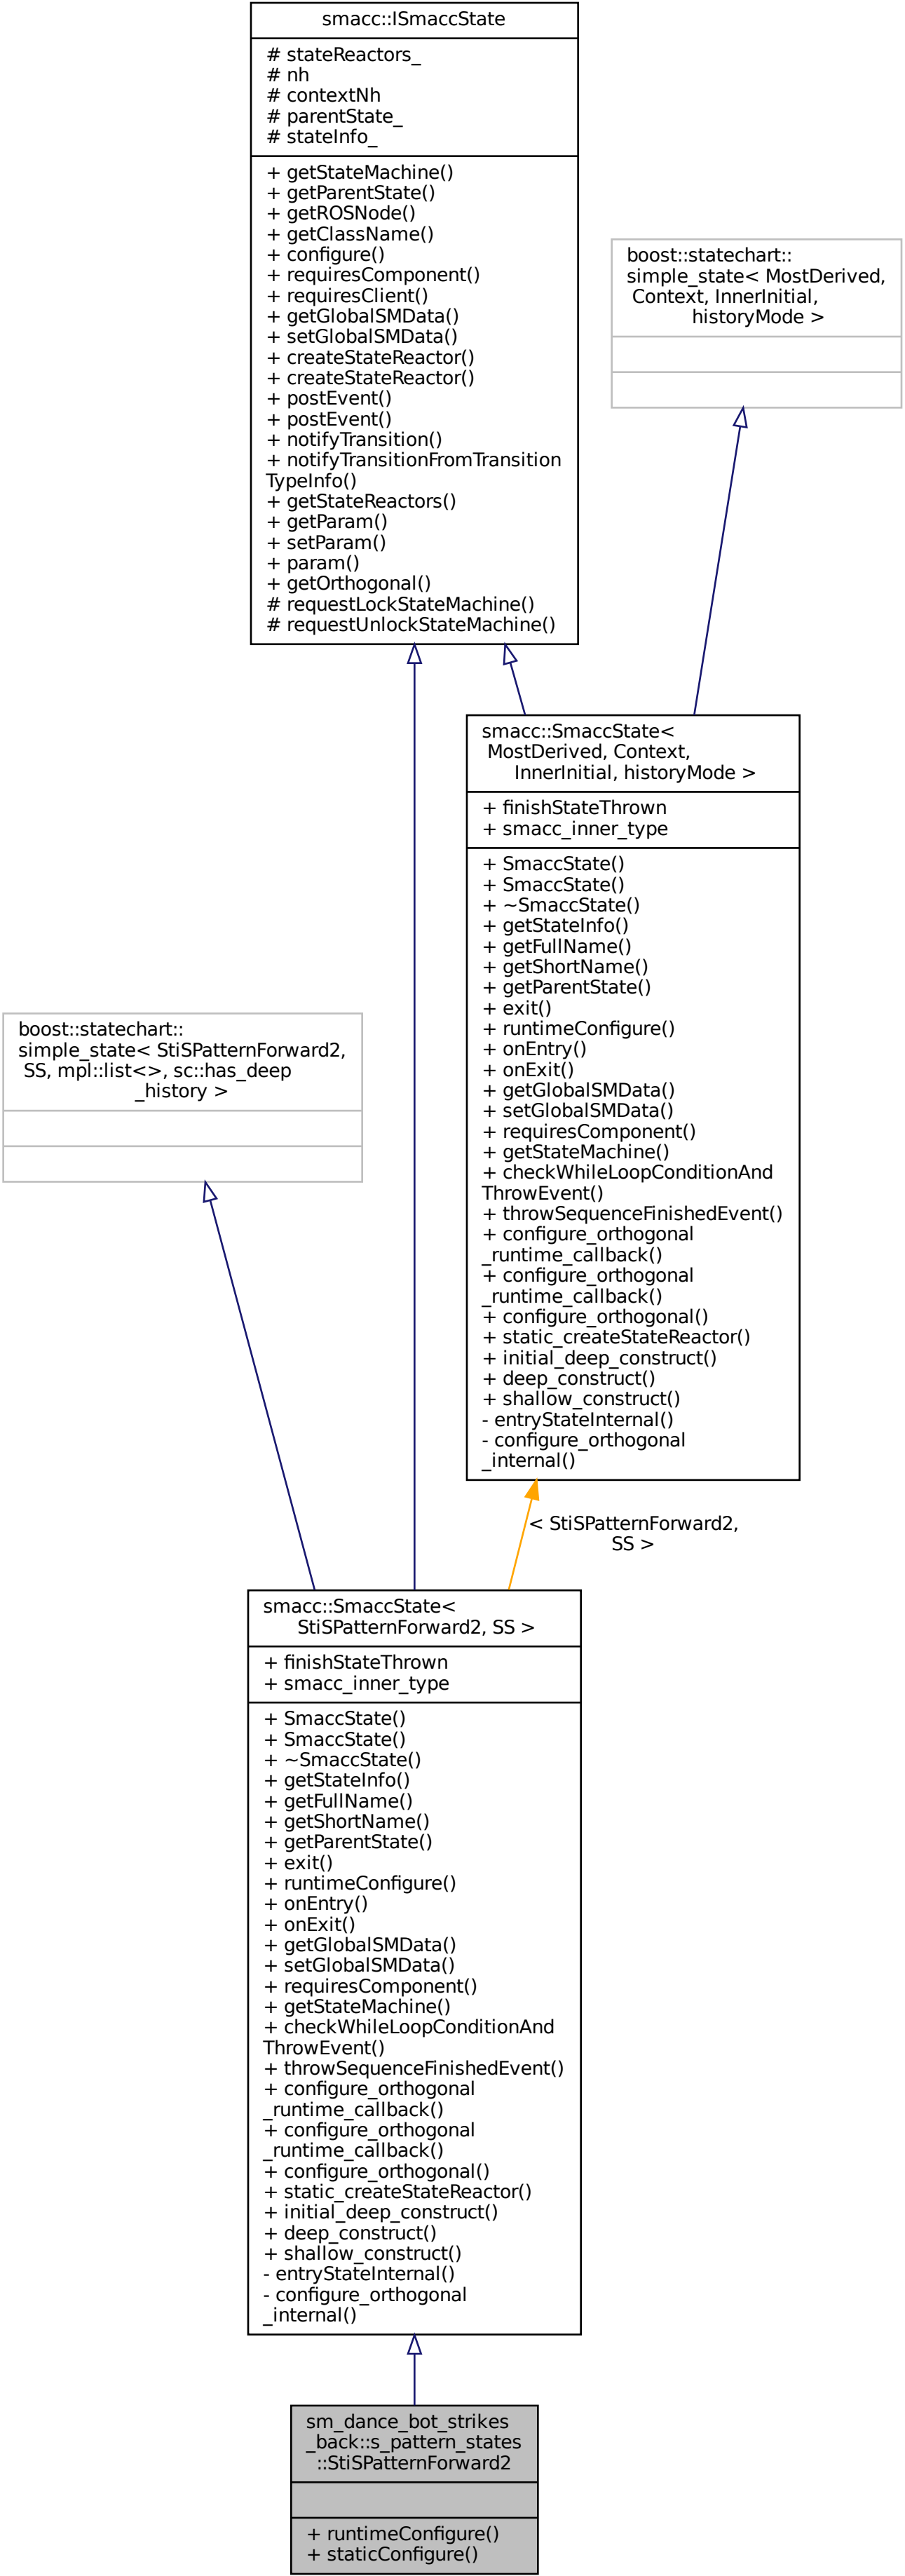 smacc::ISmaccState
# stateReactors_
# nh
# contextNh
# parentState_
# stateInfo_
+ getStateMachine()
+ getParentState()
+ getROSNode()
+ getClassName()
+ configure()
+ requiresComponent()
+ requiresClient()
+ getGlobalSMData()
+ setGlobalSMData()
+ createStateReactor()
+ createStateReactor()
+ postEvent()
+ postEvent()
+ notifyTransition()
+ notifyTransitionFromTransition
TypeInfo()
+ getStateReactors()
+ getParam()
+ setParam()
+ param()
+ getOrthogonal()
# requestLockStateMachine()
# requestUnlockStateMachine()
boost::statechart::
simple_state< MostDerived,
Context, InnerInitial,
historyMode >
smacc::SmaccState<
MostDerived, Context,
InnerInitial, historyMode >
+ finishStateThrown
+ smacc_inner_type
+ SmaccState()
+ SmaccState()
+ ~SmaccState()
+ getStateInfo()
+ getFullName()
+ getShortName()
+ getParentState()
+ exit()
+ runtimeConfigure()
+ onEntry()
+ onExit()
+ getGlobalSMData()
+ setGlobalSMData()
+ requiresComponent()
+ getStateMachine()
+ checkWhileLoopConditionAnd
ThrowEvent()
+ throwSequenceFinishedEvent()
+ configure_orthogonal
_runtime_callback()
+ configure_orthogonal
_runtime_callback()
+ configure_orthogonal()
+ static_createStateReactor()
+ initial_deep_construct()
+ deep_construct()
+ shallow_construct()
- entryStateInternal()
- configure_orthogonal
_internal()
boost::statechart::
simple_state< StiSPatternForward2,
SS, mpl::list<>, sc::has_deep
_history >
< StiSPatternForward2,
SS >
smacc::SmaccState<
StiSPatternForward2, SS >
+ finishStateThrown
+ smacc_inner_type
+ SmaccState()
+ SmaccState()
+ ~SmaccState()
+ getStateInfo()
+ getFullName()
+ getShortName()
+ getParentState()
+ exit()
+ runtimeConfigure()
+ onEntry()
+ onExit()
+ getGlobalSMData()
+ setGlobalSMData()
+ requiresComponent()
+ getStateMachine()
+ checkWhileLoopConditionAnd
ThrowEvent()
+ throwSequenceFinishedEvent()
+ configure_orthogonal
_runtime_callback()
+ configure_orthogonal
_runtime_callback()
+ configure_orthogonal()
+ static_createStateReactor()
+ initial_deep_construct()
+ deep_construct()
+ shallow_construct()
- entryStateInternal()
- configure_orthogonal
_internal()
sm_dance_bot_strikes
_back::s_pattern_states
::StiSPatternForward2
+ runtimeConfigure()
+ staticConfigure()